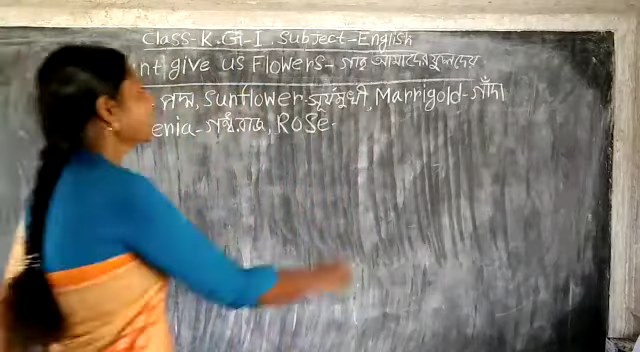 Class-K.G-I. Subject-English
nt give us Flowers- গাছ আমাদের ফুল দেয়
পদ্ম, Sunflower-সূর্যমুখী, Marrigold-গাঁদা
enia-গন্ধরাজ, Rose-